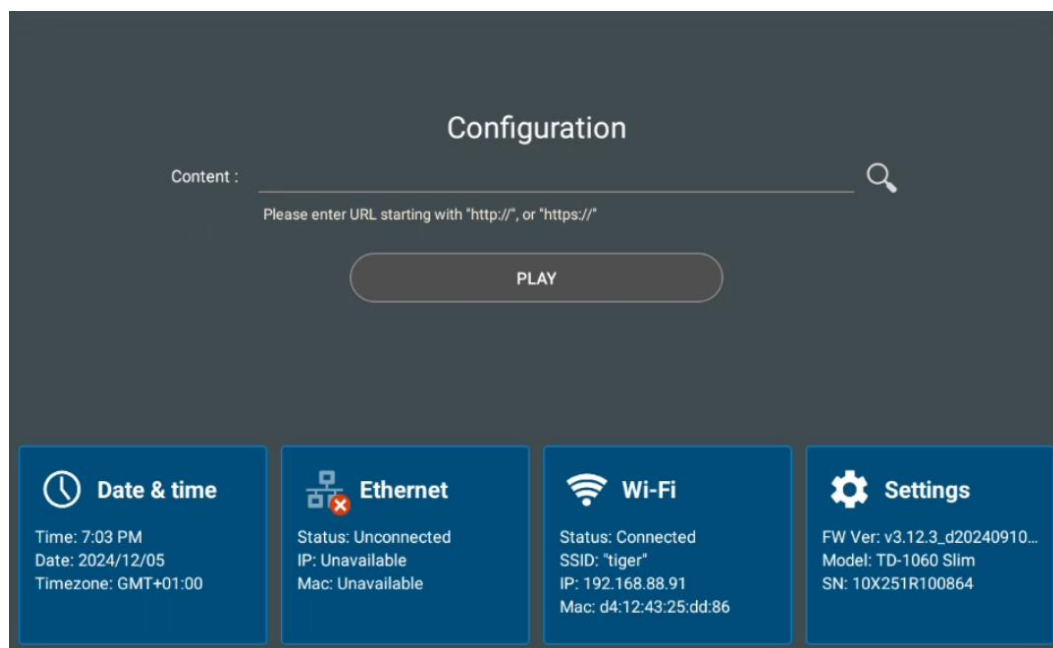 Configuration
Content :
Please enter URL starting with "http://", or "https://"
PLAY
Date & time
Time: 7:03 PM
Date: 2024/12/05
Timezone: GMT+01:00
Ethernet
Status: Unconnected
IP: Unavailable
Mac: Unavailable
Wi-Fi
Status: Connected
SSID: "tiger"
IP: 192.168.88.91
Mac: d4:12:43:25:dd:86
Settings
FW Ver: v3.12.3_d20240910...
Model: TD-1060 Slim
SN: 10X251R100864